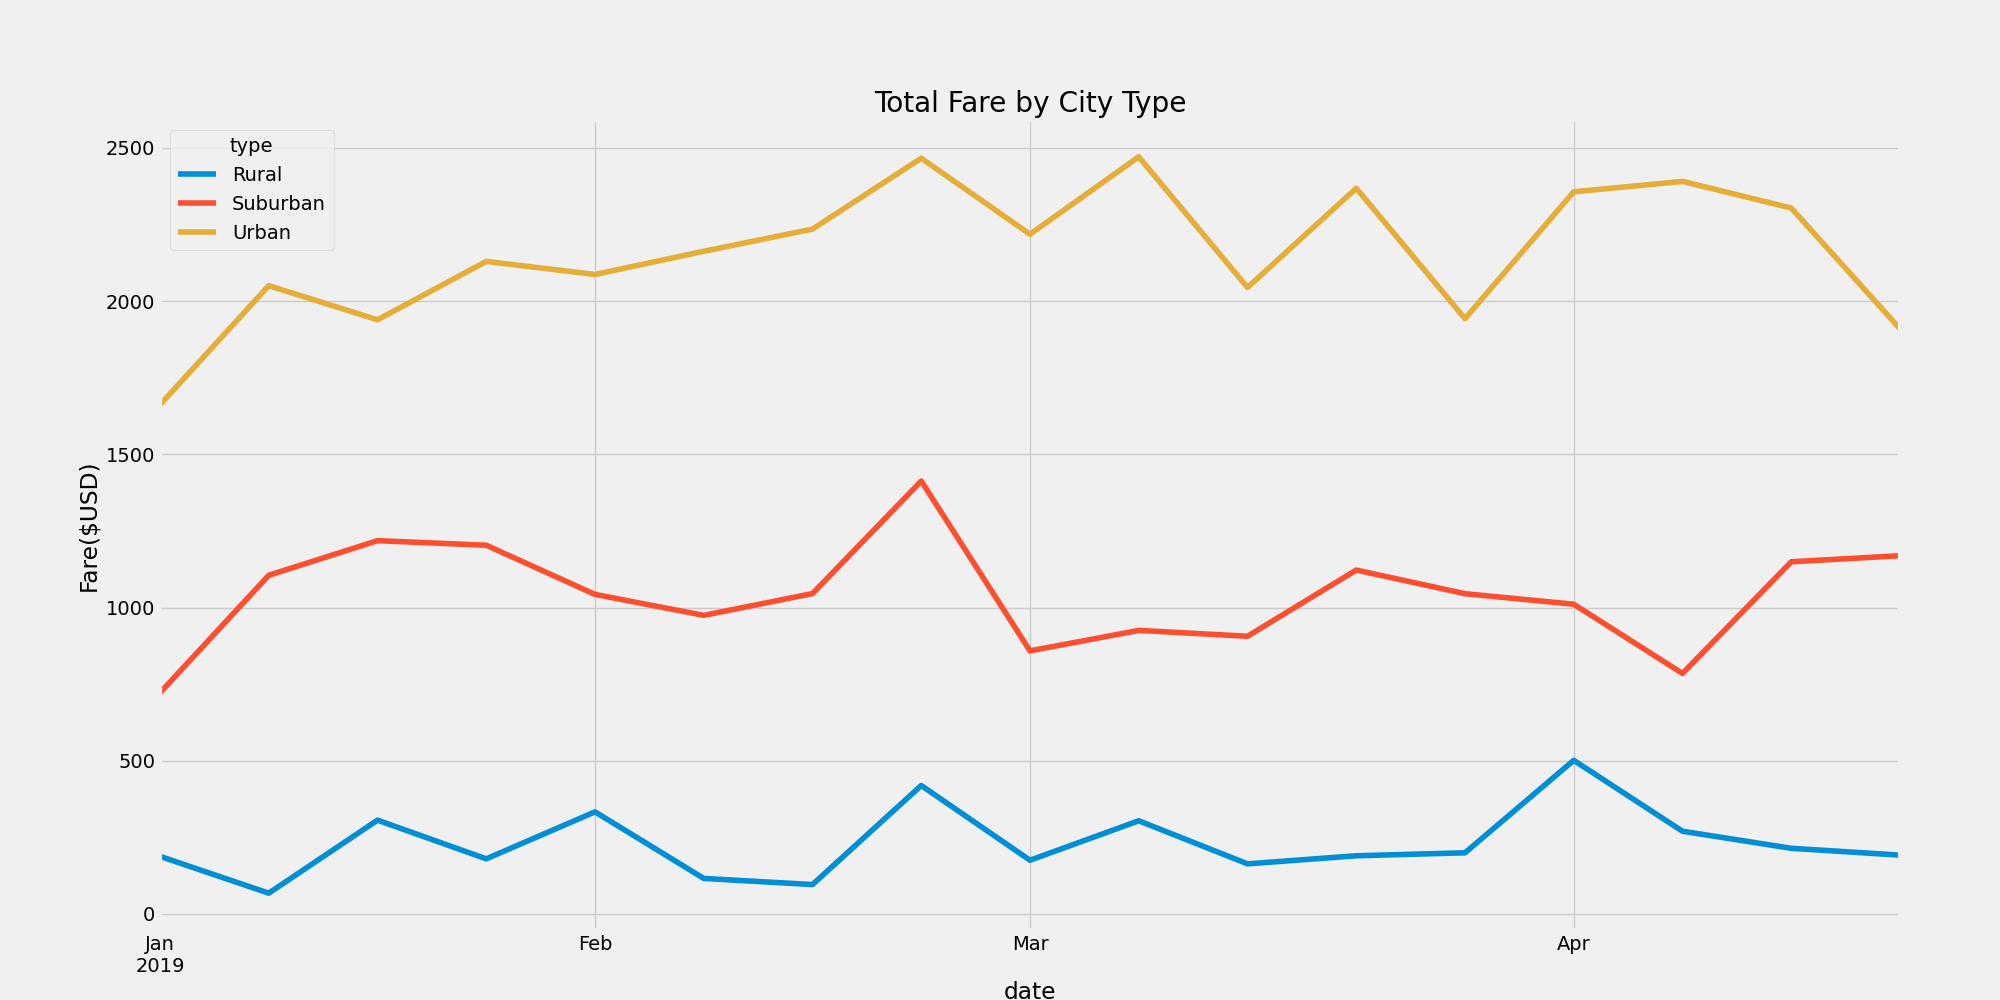 Total Fare by City Type
type
Rural
Suburban
Urban
Fare($USD)
2500
2000
1500
1000
500
0
Jan Feb Mar Apr
2019
date